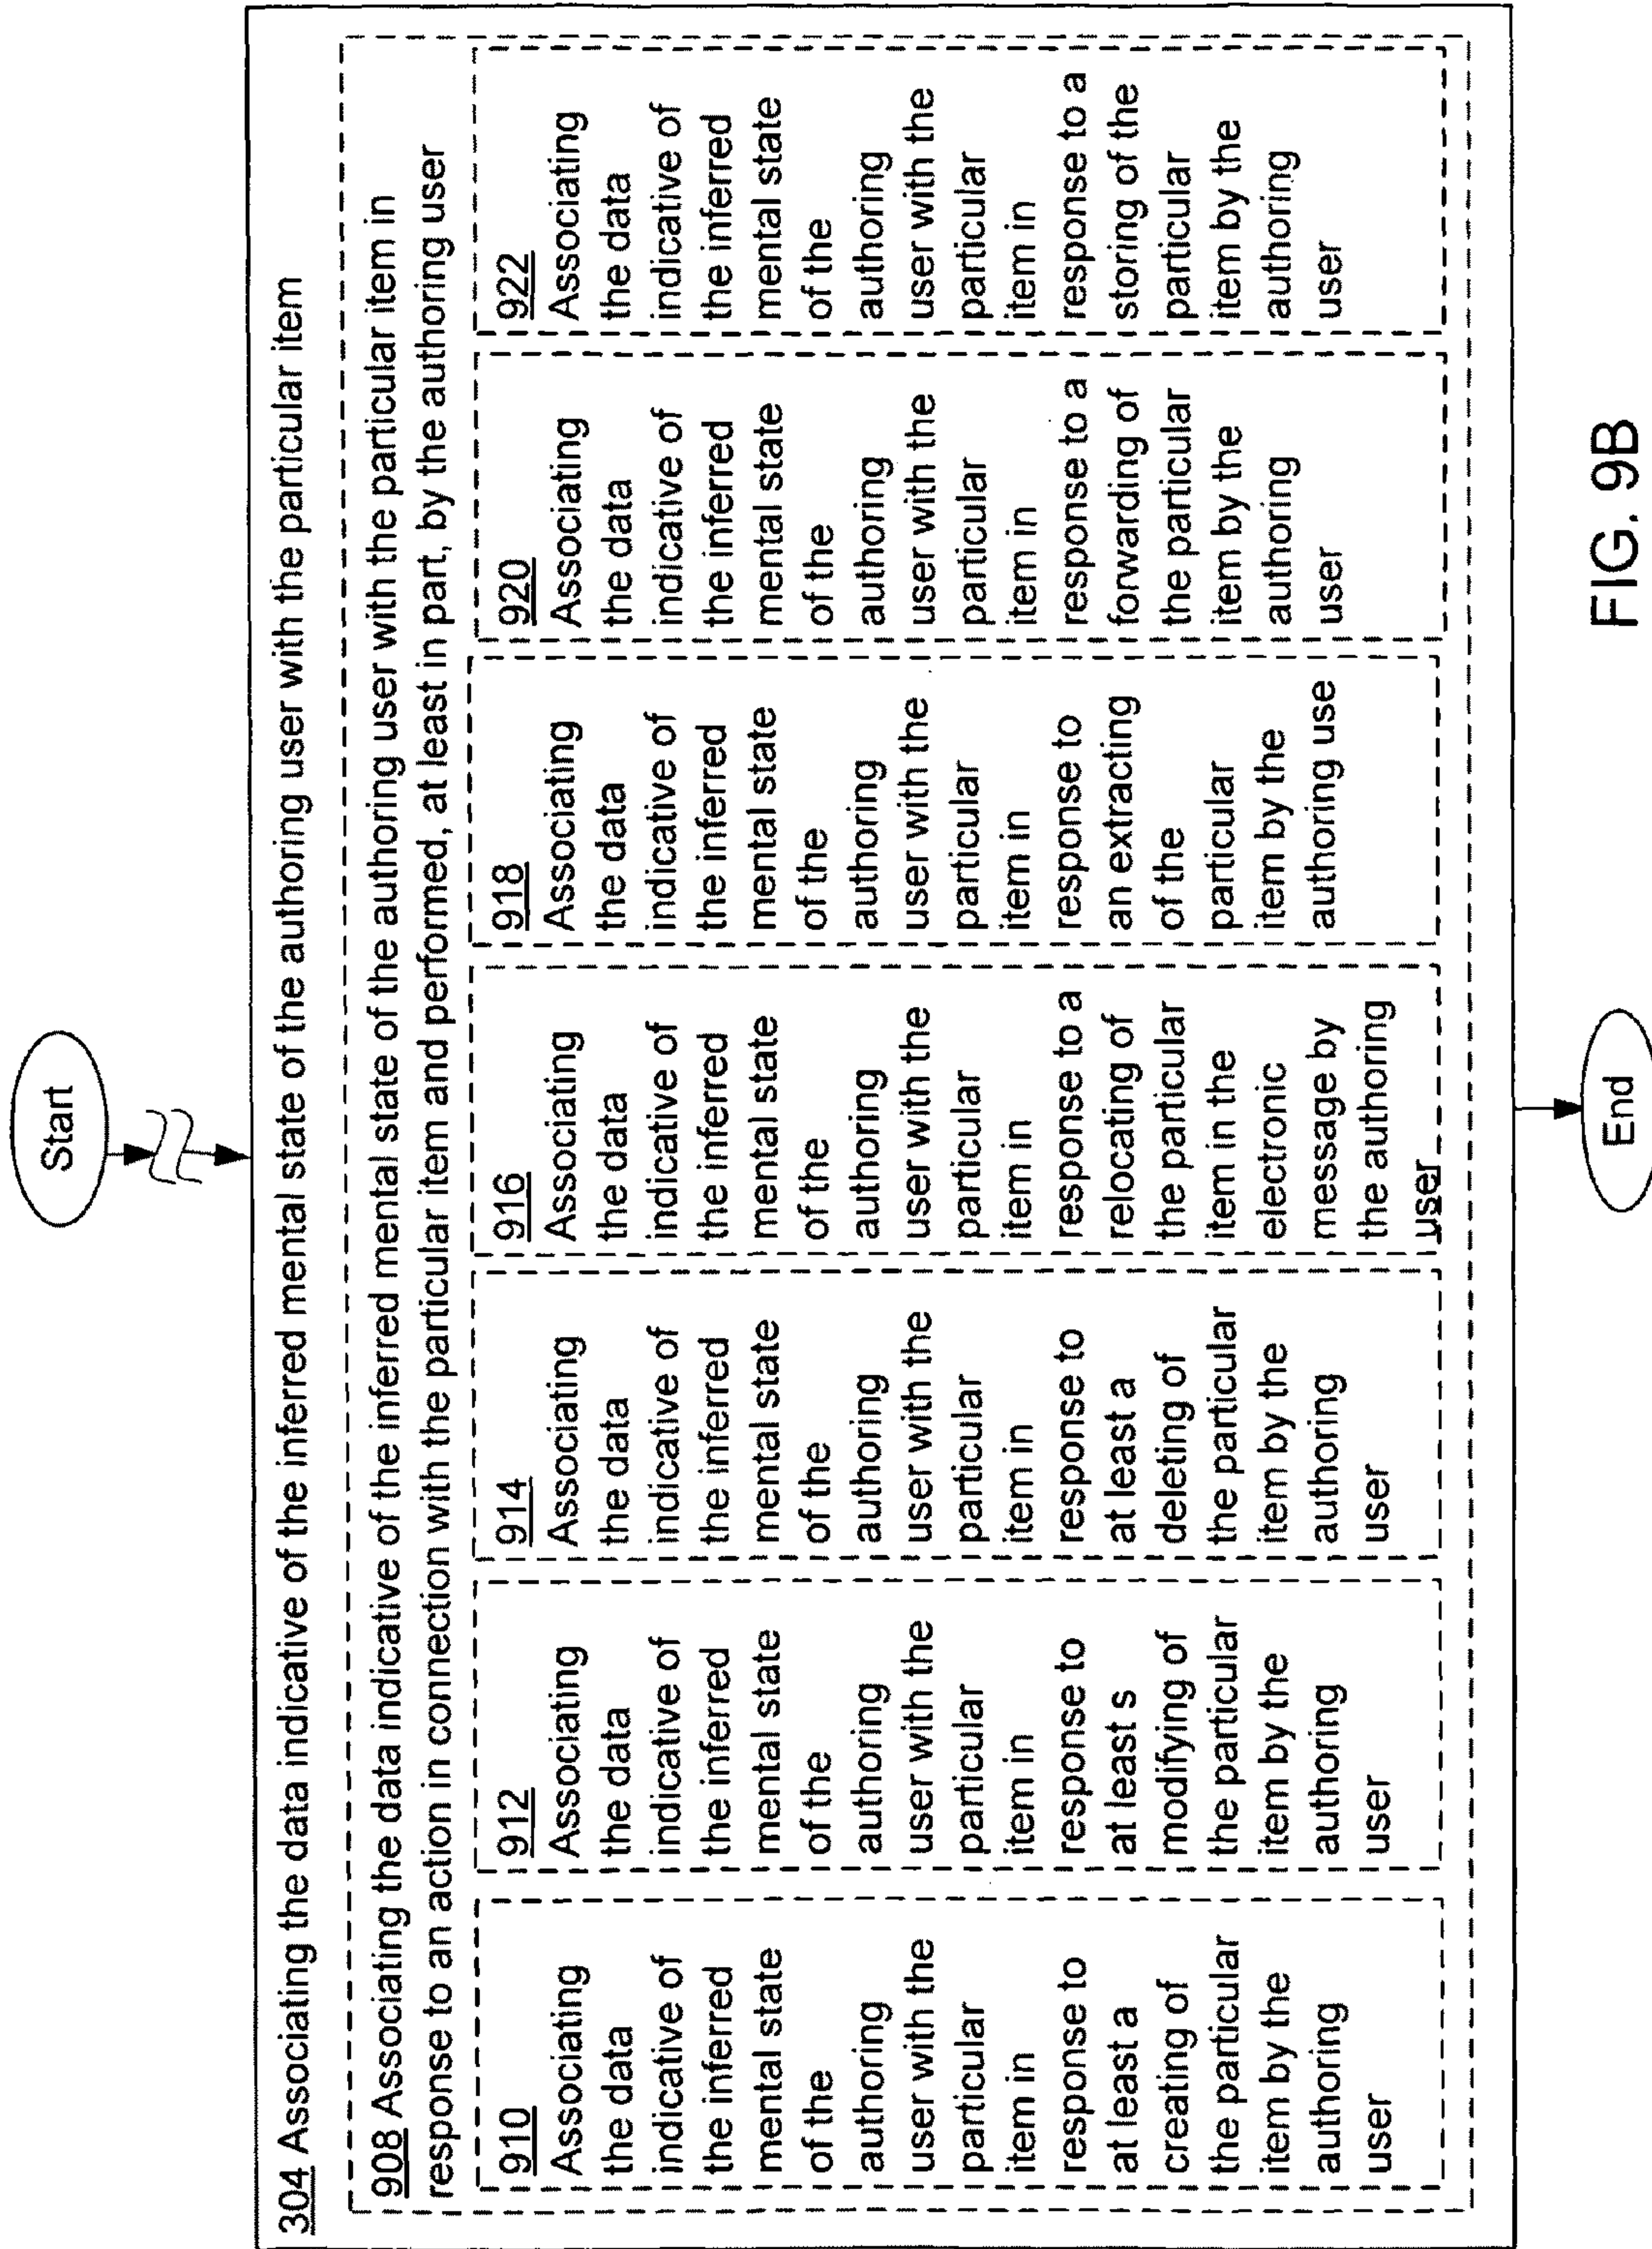 Start
304 Associating the data indicative of the inferred mental state of the authoring user with the particular item
908 Associating the data indicative of the inferred mental state of the authoring user with the particular item in
response to an action in connection with the particular item and performed, at least in part, by the authoring user
910
Associating
the data
indicative of
the inferred
mental state
of the
authoring
user with the
particular
item in
response to
at least a
creating of
the particular
item by the
authoring
user
912
Associating
the data
indicative of
the inferred
mental state
of the
authoring
user with the
particular
item in
response to
at least s
modifying of
the particular
item by the
authoring
user
914
Associating
the data
indicative of
the inferred
mental state
of the
authoring
user with the
particular
item in
response to
at least a
deleting of
the particular
item by the
authoring
user
916
Associating
the data
indicative of
the inferred
mental state
of the
authoring
user with the
particular
item in
response to a
relocating of
the particular
item in the
electronic
message by
the authoring
user
918
Associating
the data
indicative of
the inferred
mental state
of the
authoring
user with the
particular
item in
response to
an extracting
of the
particular
item by the
authoring use
920
Associating
the data
indicative of
the inferred
mental state
of the
authoring
user with the
particular
item in
response to a
forwarding of
the particular
item by the
authoring
user
922
Associating
the data
indicative of
the inferred
mental state
of the
authoring
user with the
particular
item in
response to a
storing of the
particular
item by the
authoring
user
End
FIG. 9B